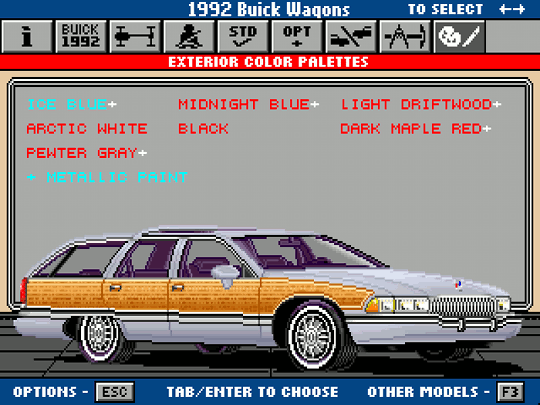 1992 Buick Wagons TO SELECT ←→
i BUICK 1992 STD OPT +
EXTERIOR COLOR PALETTES
ICE BLUE+ MIDNIGHT BLUE+ LIGHT DRIFTWOOD+
ARCTIC WHITE BLACK DARK MAPLE RED+
PEWTER GRAY+
+ METALLIC PAINT
OPTIONS - ESC TAB/ENTER TO CHOOSE OTHER MODELS - F3